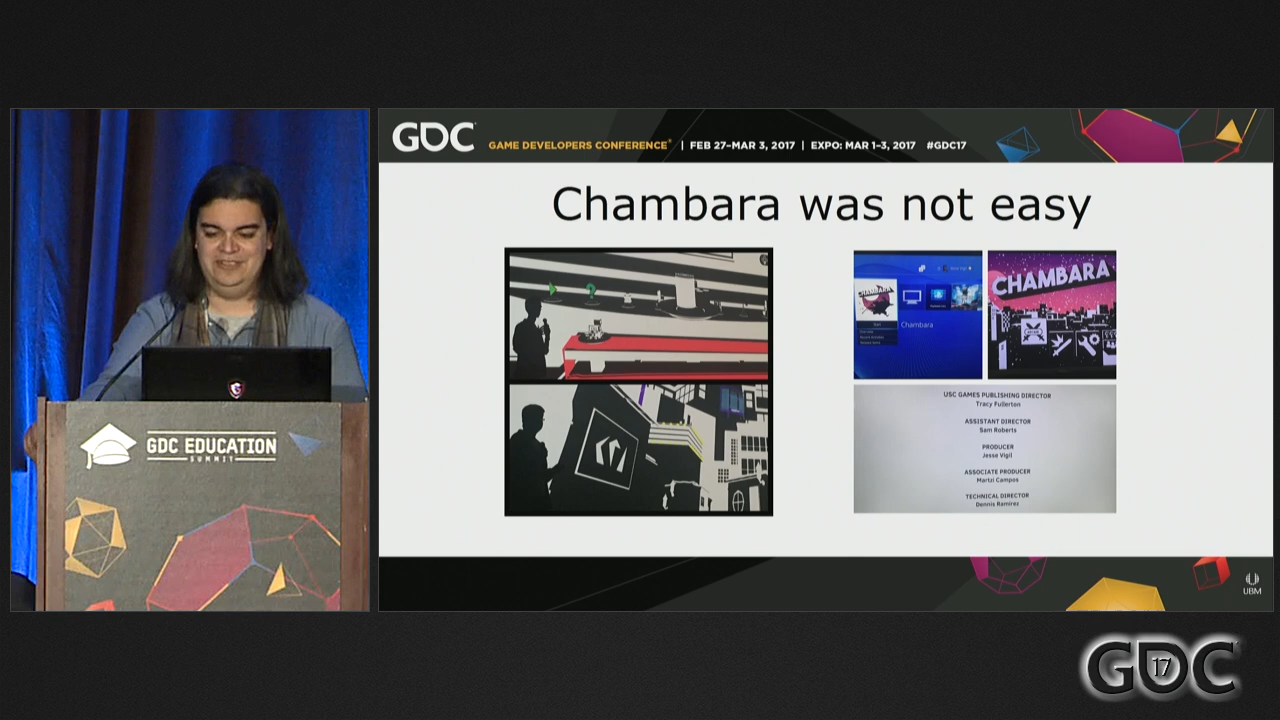 GDC
GAME DEVELOPERS CONFERENCE® | FEB 27–MAR 3, 2017 | EXPO: MAR 1–3, 2017 #GDC17
Chambara was not easy
Chambara
CHAMBARA
USC GAMES PUBLISHING DIRECTOR
Tracy Fullerton
ASSISTANT DIRECTOR
Sam Roberts
PRODUCER
Jesse Vigil
ASSOCIATE PRODUCER
Martzi Campos
TECHNICAL DIRECTOR
Dennis Ramirez
GDC EDUCATION
SUMMIT
UBM
GDC
17